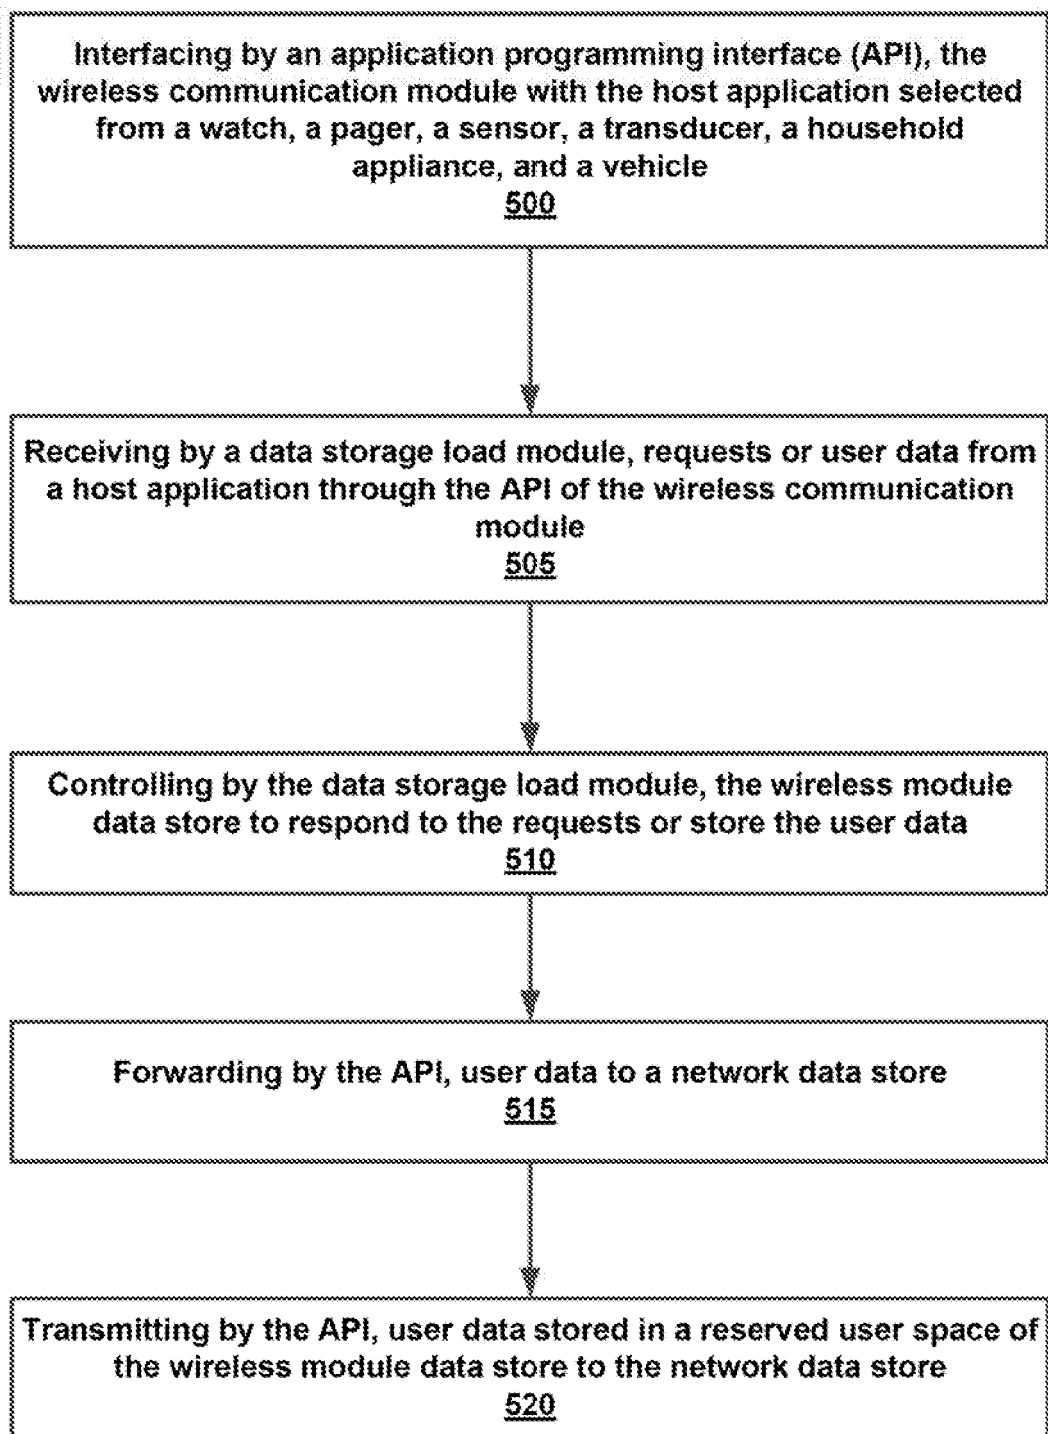 Interfacing by an application programming interface (API), the
wireless communication module with the host application selected
from a watch, a pager, a sensor, a transducer, a household
appliance, and a vehicle
500
Receiving by a data storage load module, requests or user data from
a host application through the API of the wireless communication
module
505
Controlling by the data storage load module, the wireless module
data store to respond to the requests or store the user data
510
Forwarding by the API, user data to a network data store
515
Transmitting by the API, user data stored in a reserved user space of
the wireless module data store to the network data store
520